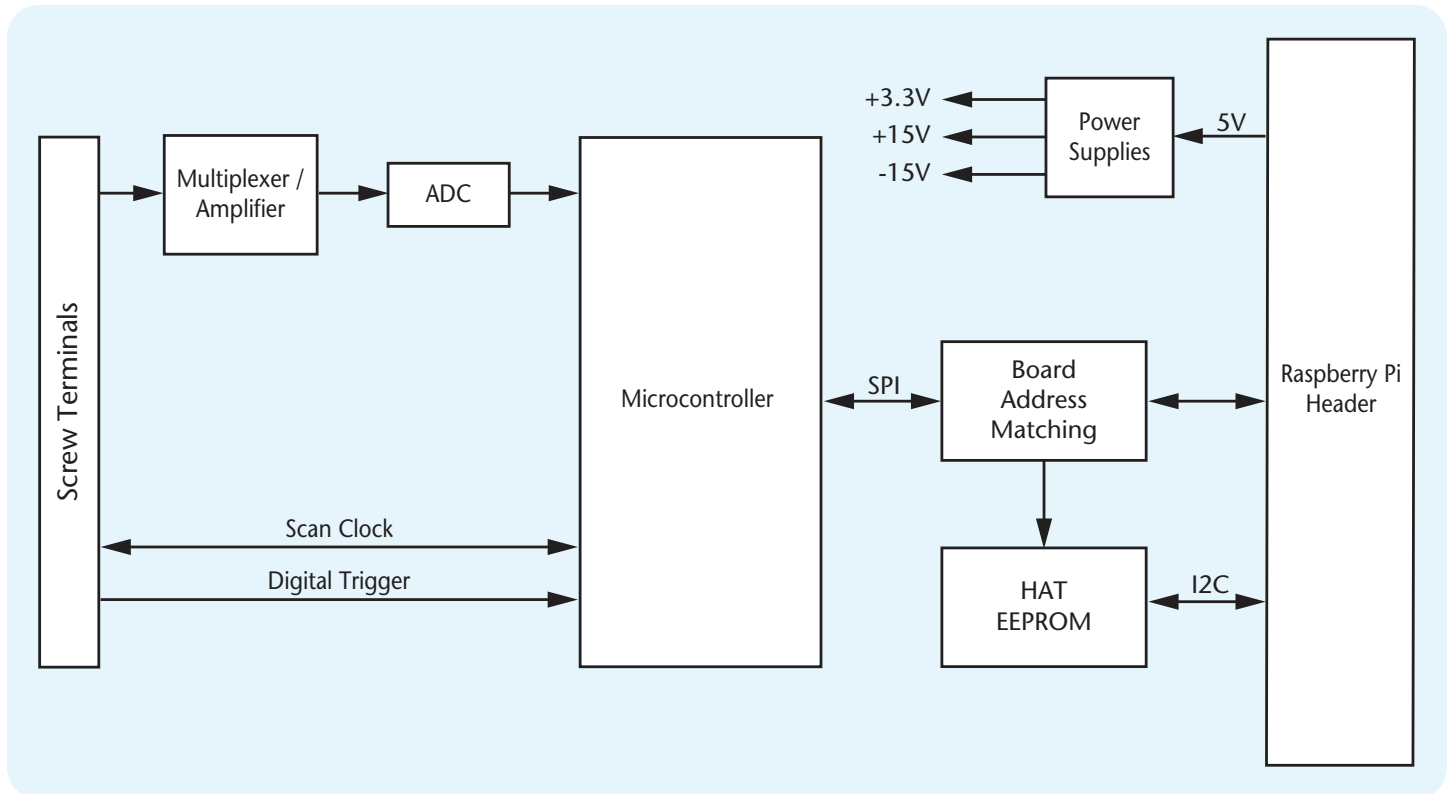 Screw Terminals
Multiplexer /
Amplifier
ADC
Scan Clock
Digital Trigger
Microcontroller
+3.3V
+15V
-15V
Power
Supplies
5V
SPI
Board
Address
Matching
HAT
EEPROM
I2C
Raspberry Pi
Header